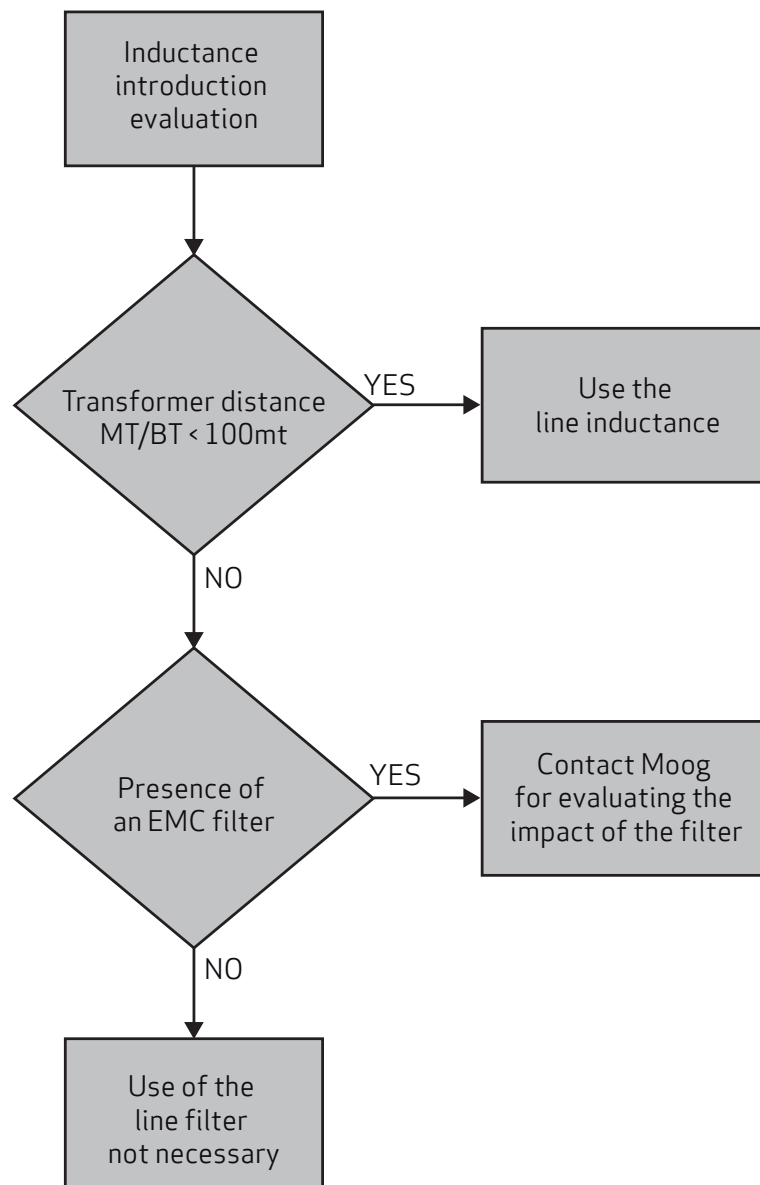 Inductance
introduction
evaluation
Transformer distance
MT/BT < 100mt
YES
Use the
line inductance
NO
Presence of
an EMC filter
YES
Contact Moog
for evaluating the
impact of the filter
NO
Use of the
line filter
not necessary